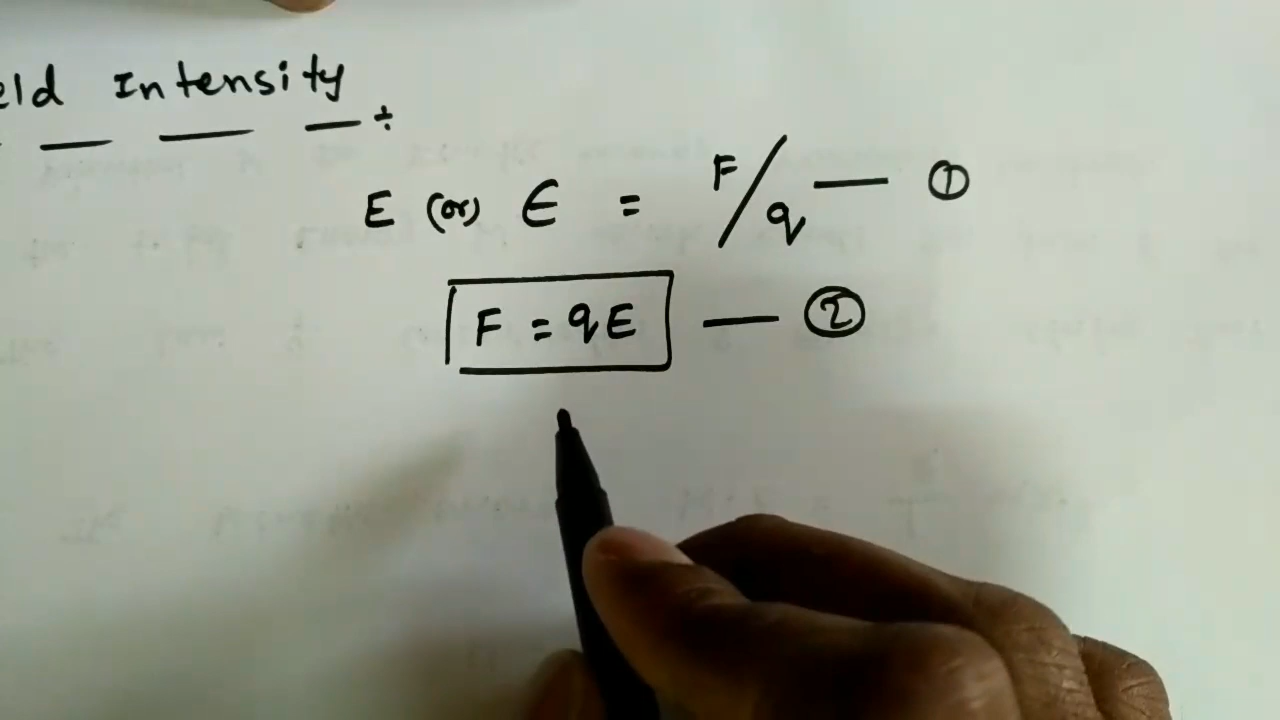 eld Intensity ÷
E (or) ∈ = F/q — ①
F = qE — ②